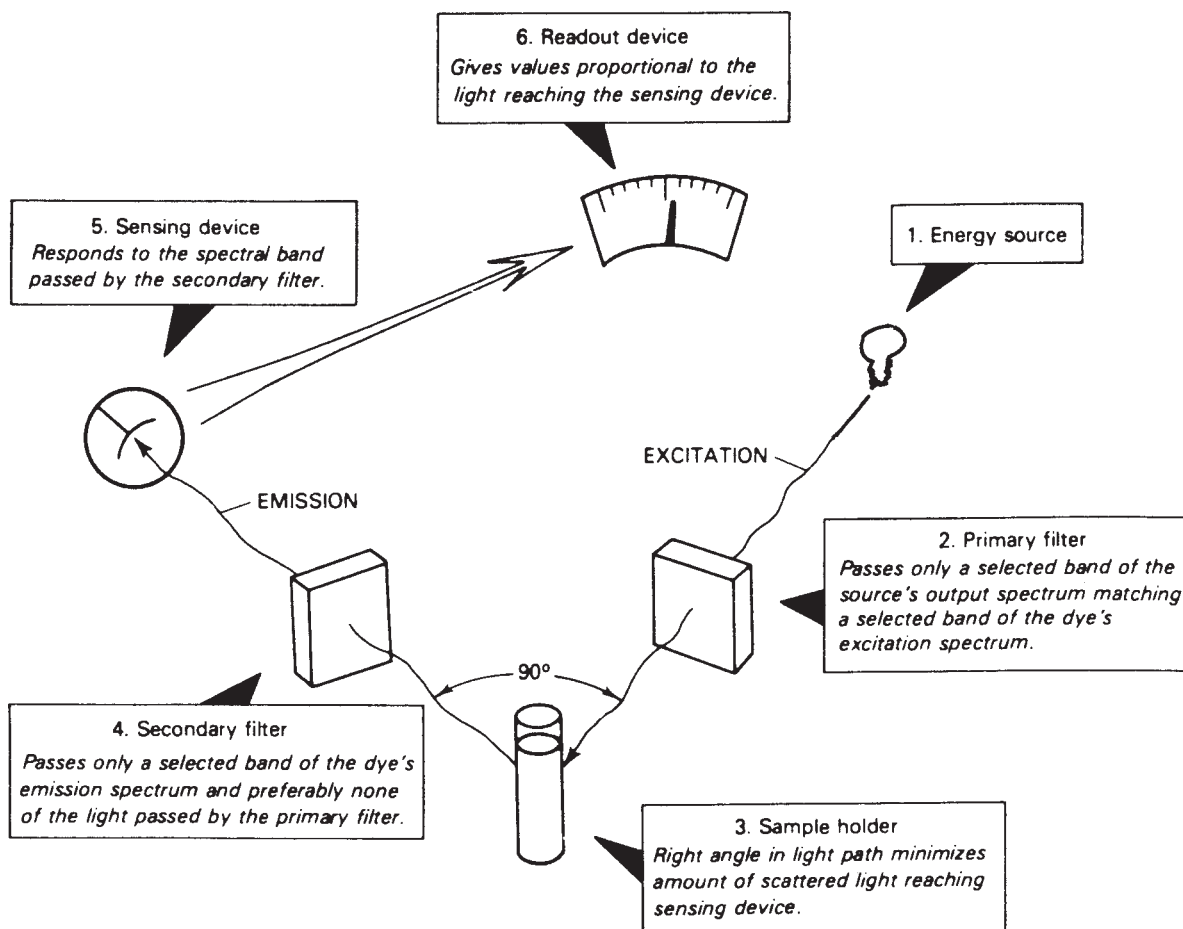 6. Readout device
Gives values proportional to the
light reaching the sensing device.
5. Sensing device
Responds to the spectral band
passed by the secondary filter.
1. Energy source
EXCITATION
EMISSION
2. Primary filter
Passes only a selected band of the
source's output spectrum matching
a selected band of the dye's
excitation spectrum.
90°
4. Secondary filter
Passes only a selected band of the dye's
emission spectrum and preferably none
of the light passed by the primary filter.
3. Sample holder
Right angle in light path minimizes
amount of scattered light reaching
sensing device.